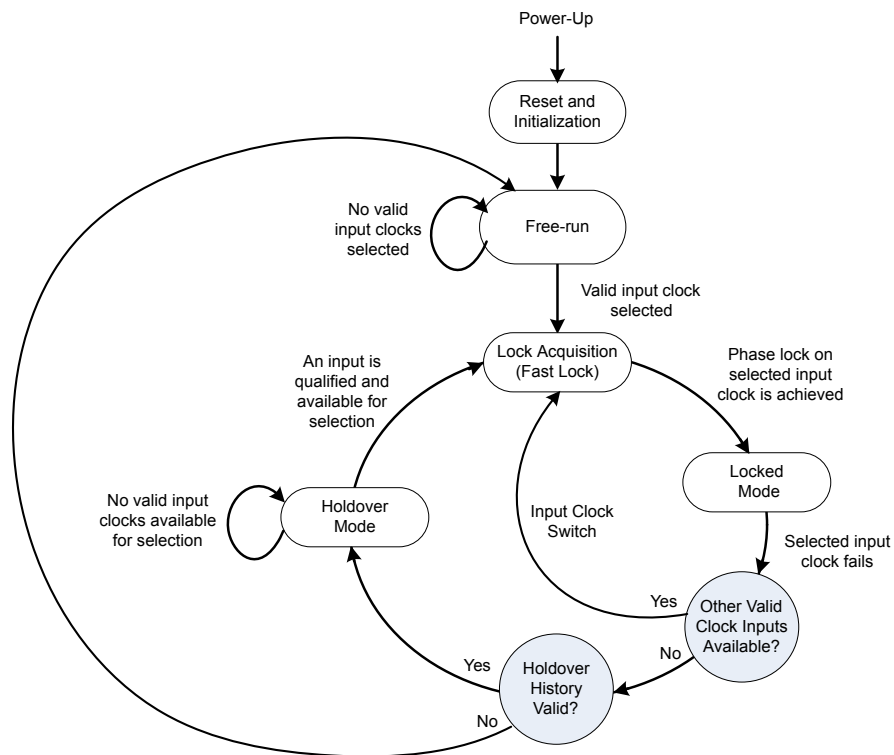 Power-Up
Reset and
Initialization
No valid
input clocks
selected
Free-run
Valid input clock
selected
An input is
qualified and
available for
selection
Lock Acquisition
(Fast Lock)
Phase lock on
selected input
clock is achieved
Locked
Mode
No valid input
clocks available
for selection
Holdover
Mode
Input Clock
Switch
Selected input
clock fails
Yes
Other Valid
Clock Inputs
Available?
No
Yes
Holdover
History
Valid?
No